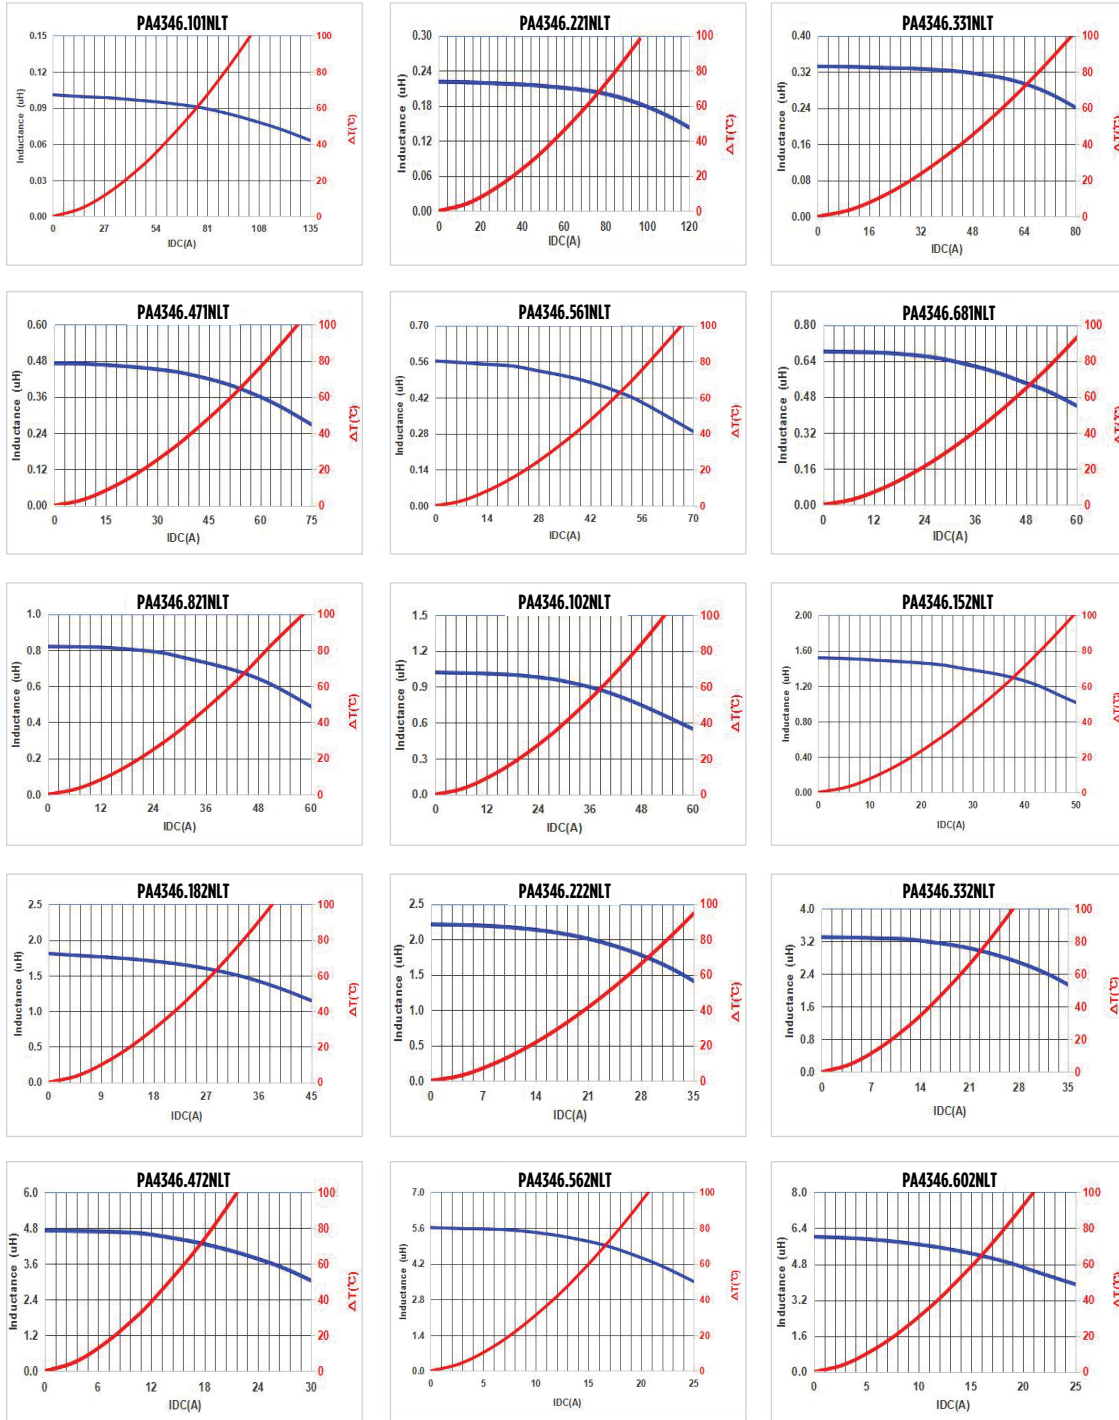 PA4346.101NLT
0.15
0.12
0.09
0.06
0.03
0.00
Inductance (uH)
100
80
60
40
20
0
ΔT(℃)
0 27 54 81 108 135
IDC(A)
PA4346.221NLT
0.30
0.24
0.18
0.12
0.06
0.00
Inductance (uH)
100
80
60
40
20
0
ΔT(℃)
0 20 40 60 80 100 120
IDC(A)
PA4346.331NLT
0.40
0.32
0.24
0.16
0.08
0.00
Inductance (uH)
100
80
60
40
20
0
ΔT(℃)
0 16 32 48 64 80
IDC(A)
PA4346.471NLT
0.60
0.48
0.36
0.24
0.12
0.00
Inductance (uH)
100
80
60
40
20
0
ΔT(℃)
0 15 30 45 60 75
IDC(A)
PA4346.561NLT
0.70
0.56
0.42
0.28
0.14
0.00
Inductance (uH)
100
80
60
40
20
0
ΔT(℃)
0 14 28 42 56 70
IDC(A)
PA4346.681NLT
0.80
0.64
0.48
0.32
0.16
0.00
Inductance (uH)
100
80
60
40
20
0
ΔT(℃)
0 12 24 36 48 60
IDC(A)
PA4346.821NLT
1.0
0.8
0.6
0.4
0.2
0.0
Inductance (uH)
100
80
60
40
20
0
ΔT(℃)
0 12 24 36 48 60
IDC(A)
PA4346.102NLT
1.5
1.2
0.9
0.6
0.3
0.0
Inductance (uH)
100
80
60
40
20
0
ΔT(℃)
0 12 24 36 48 60
IDC(A)
PA4346.152NLT
2.00
1.60
1.20
0.80
0.40
0.00
Inductance (uH)
100
80
60
40
20
0
ΔT(℃)
0 10 20 30 40 50
IDC(A)
PA4346.182NLT
2.5
2.0
1.5
1.0
0.5
0.0
Inductance (uH)
100
80
60
40
20
0
ΔT(℃)
0 9 18 27 36 45
IDC(A)
PA4346.222NLT
2.5
2.0
1.5
1.0
0.5
0.0
Inductance (uH)
100
80
60
40
20
0
ΔT(℃)
0 7 14 21 28 35
IDC(A)
PA4346.332NLT
4.0
3.2
2.4
1.6
0.8
0.0
Inductance (uH)
100
80
60
40
20
0
ΔT(℃)
0 7 14 21 28 35
IDC(A)
PA4346.472NLT
6.0
4.8
3.6
2.4
1.2
0.0
Inductance (uH)
100
80
60
40
20
0
ΔT(℃)
0 6 12 18 24 30
IDC(A)
PA4346.562NLT
7.0
5.6
4.2
2.8
1.4
0.0
Inductance (uH)
100
80
60
40
20
0
ΔT(℃)
0 5 10 15 20 25
IDC(A)
PA4346.602NLT
8.0
6.4
4.8
3.2
1.6
0.0
Inductance (uH)
100
80
60
40
20
0
ΔT(℃)
0 5 10 15 20 25
IDC(A)